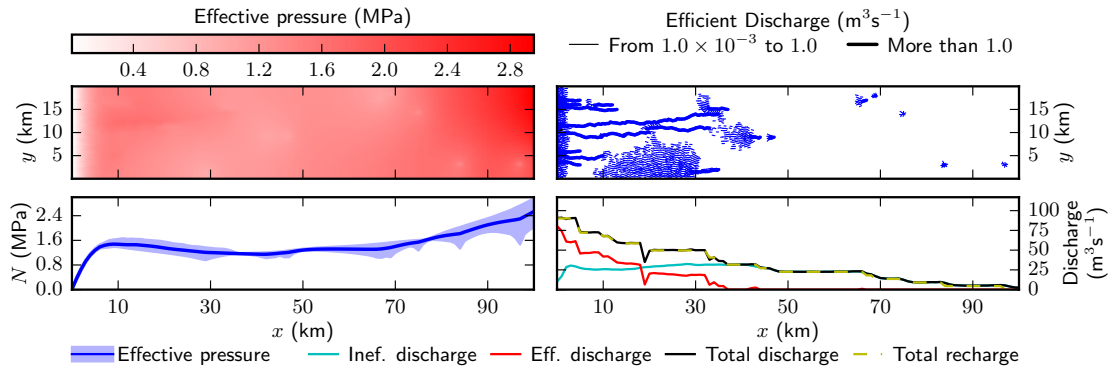 Effective pressure (MPa)
0.4 0.8 1.2 1.6 2.0 2.4 2.8
Efficient Discharge (m³s⁻¹)
From 1.0 × 10⁻³ to 1.0 More than 1.0
y (km)
15
10
5
15
10
5
y (km)
N (MPa)
2.4
1.6
0.8
0.0
10 30 50 70 90
x (km)
100
75
50
25
0
Discharge
(m³s⁻¹)
10 30 50 70 90
x (km)
Effective pressure Inef. discharge Eff. discharge Total discharge Total recharge